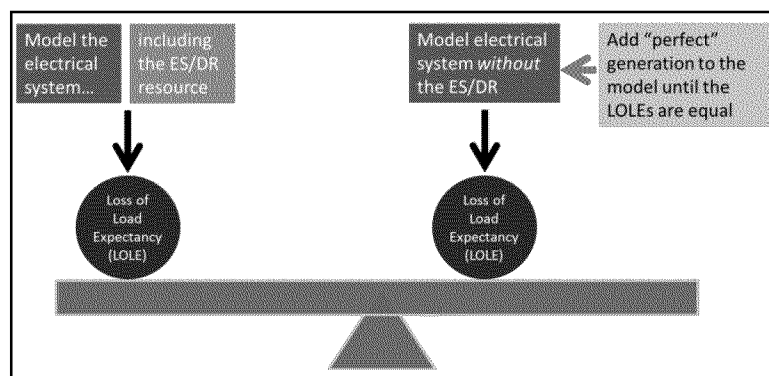 Model the
electrical
system…
including
the ES/DR
resource
Model electrical
system without
the ES/DR
Add “perfect”
generation to the
model until the
LOLEs are equal
Loss of
Load
Expectancy
(LOLE)
Loss of
Load
Expectancy
(LOLE)